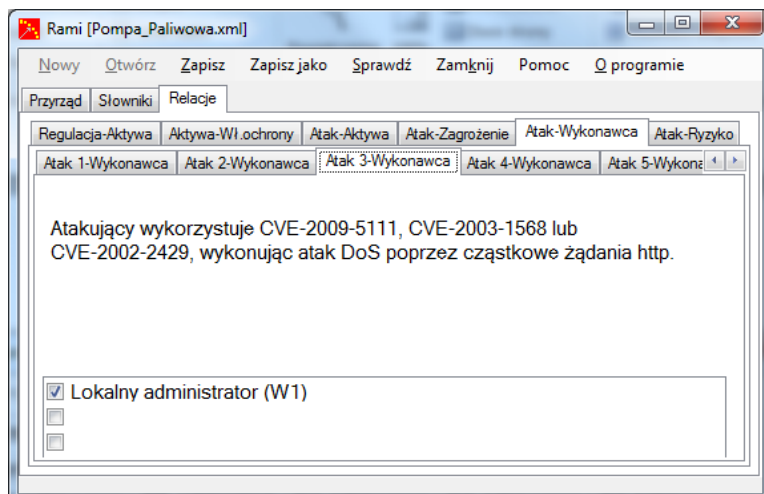 Rami [Pompa_Paliwowa.xml]
Nowy Otwórz Zapisz Zapisz jako Sprawdź Zamknij Pomoc O programie
Przyrząd Słowniki Relacje
Regulacja-Aktywa Aktywa-Wł.ochrony Atak-Aktywa Atak-Zagrożenie Atak-Wykonawca Atak-Ryzyko
Atak 1-Wykonawca Atak 2-Wykonawca Atak 3-Wykonawca Atak 4-Wykonawca Atak 5-Wykona
Atakujący wykorzystuje CVE-2009-5111, CVE-2003-1568 lub
CVE-2002-2429, wykonując atak DoS poprzez cząstkowe żądania http.
Lokalny administrator (W1)